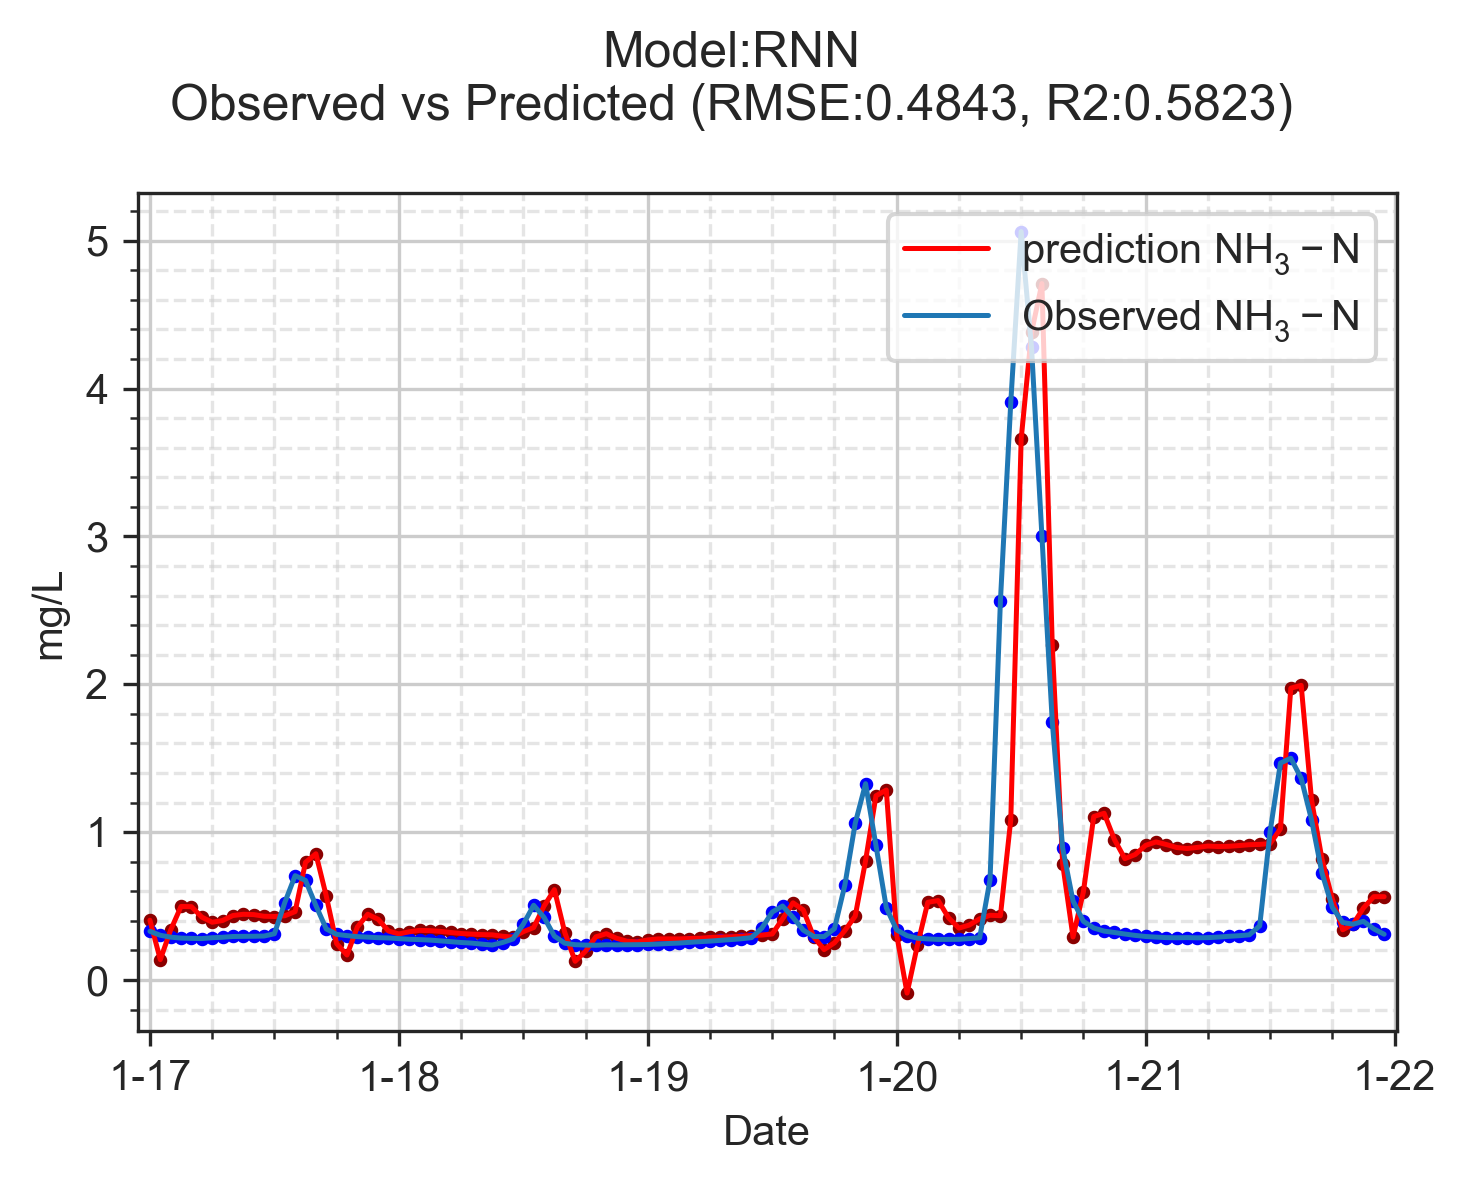 Model:RNN
Observed vs Predicted (RMSE:0.4843, R2:0.5823)
prediction NH₃ − N
Observed NH₃ − N
5
4
3
2
1
0
mg/L
1-17 1-18 1-19 1-20 1-21 1-22
Date